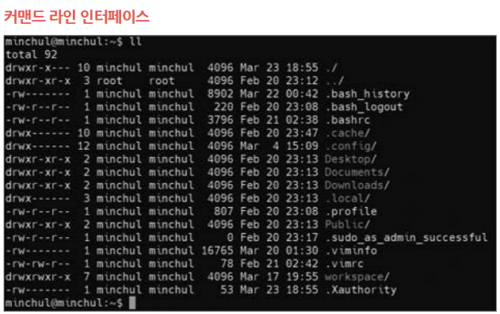 커맨드 라인 인터페이스
minchul@minchul:~$ ll
total 92
drwxr-x--- 10 minchul minchul 4096 Mar 23 18:55 ./
drwxr-xr-x 3 root root 4096 Feb 20 23:12 ../
-rw------- 1 minchul minchul 8902 Mar 22 00:42 .bash_history
-rw-r--r-- 1 minchul minchul 220 Feb 20 23:08 .bash_logout
-rw-r--r-- 1 minchul minchul 3796 Feb 21 02:38 .bashrc
drwx------ 10 minchul minchul 4096 Feb 20 23:47 .cache/
drwx------ 12 minchul minchul 4096 Mar 4 15:09 .config/
drwxr-xr-x 2 minchul minchul 4096 Feb 20 23:13 Desktop/
drwxr-xr-x 2 minchul minchul 4096 Feb 20 23:13 Documents/
drwxr-xr-x 2 minchul minchul 4096 Feb 20 23:13 Downloads/
drwx------ 3 minchul minchul 4096 Feb 20 23:13 .local/
-rw-r--r-- 1 minchul minchul 807 Feb 20 23:08 .profile
drwxr-xr-x 2 minchul minchul 4096 Feb 20 23:13 Public/
-rw-r--r-- 1 minchul minchul 0 Feb 20 23:17 .sudo_as_admin_successful
-rw------- 1 minchul minchul 16765 Mar 20 01:30 .viminfo
-rw-rw-r-- 1 minchul minchul 78 Feb 21 02:42 .vimrc
drwxrwxr-x 7 minchul minchul 4096 Mar 17 19:55 workspace/
-rw------- 1 minchul minchul 53 Mar 23 18:55 .Xauthority
minchul@minchul:~$